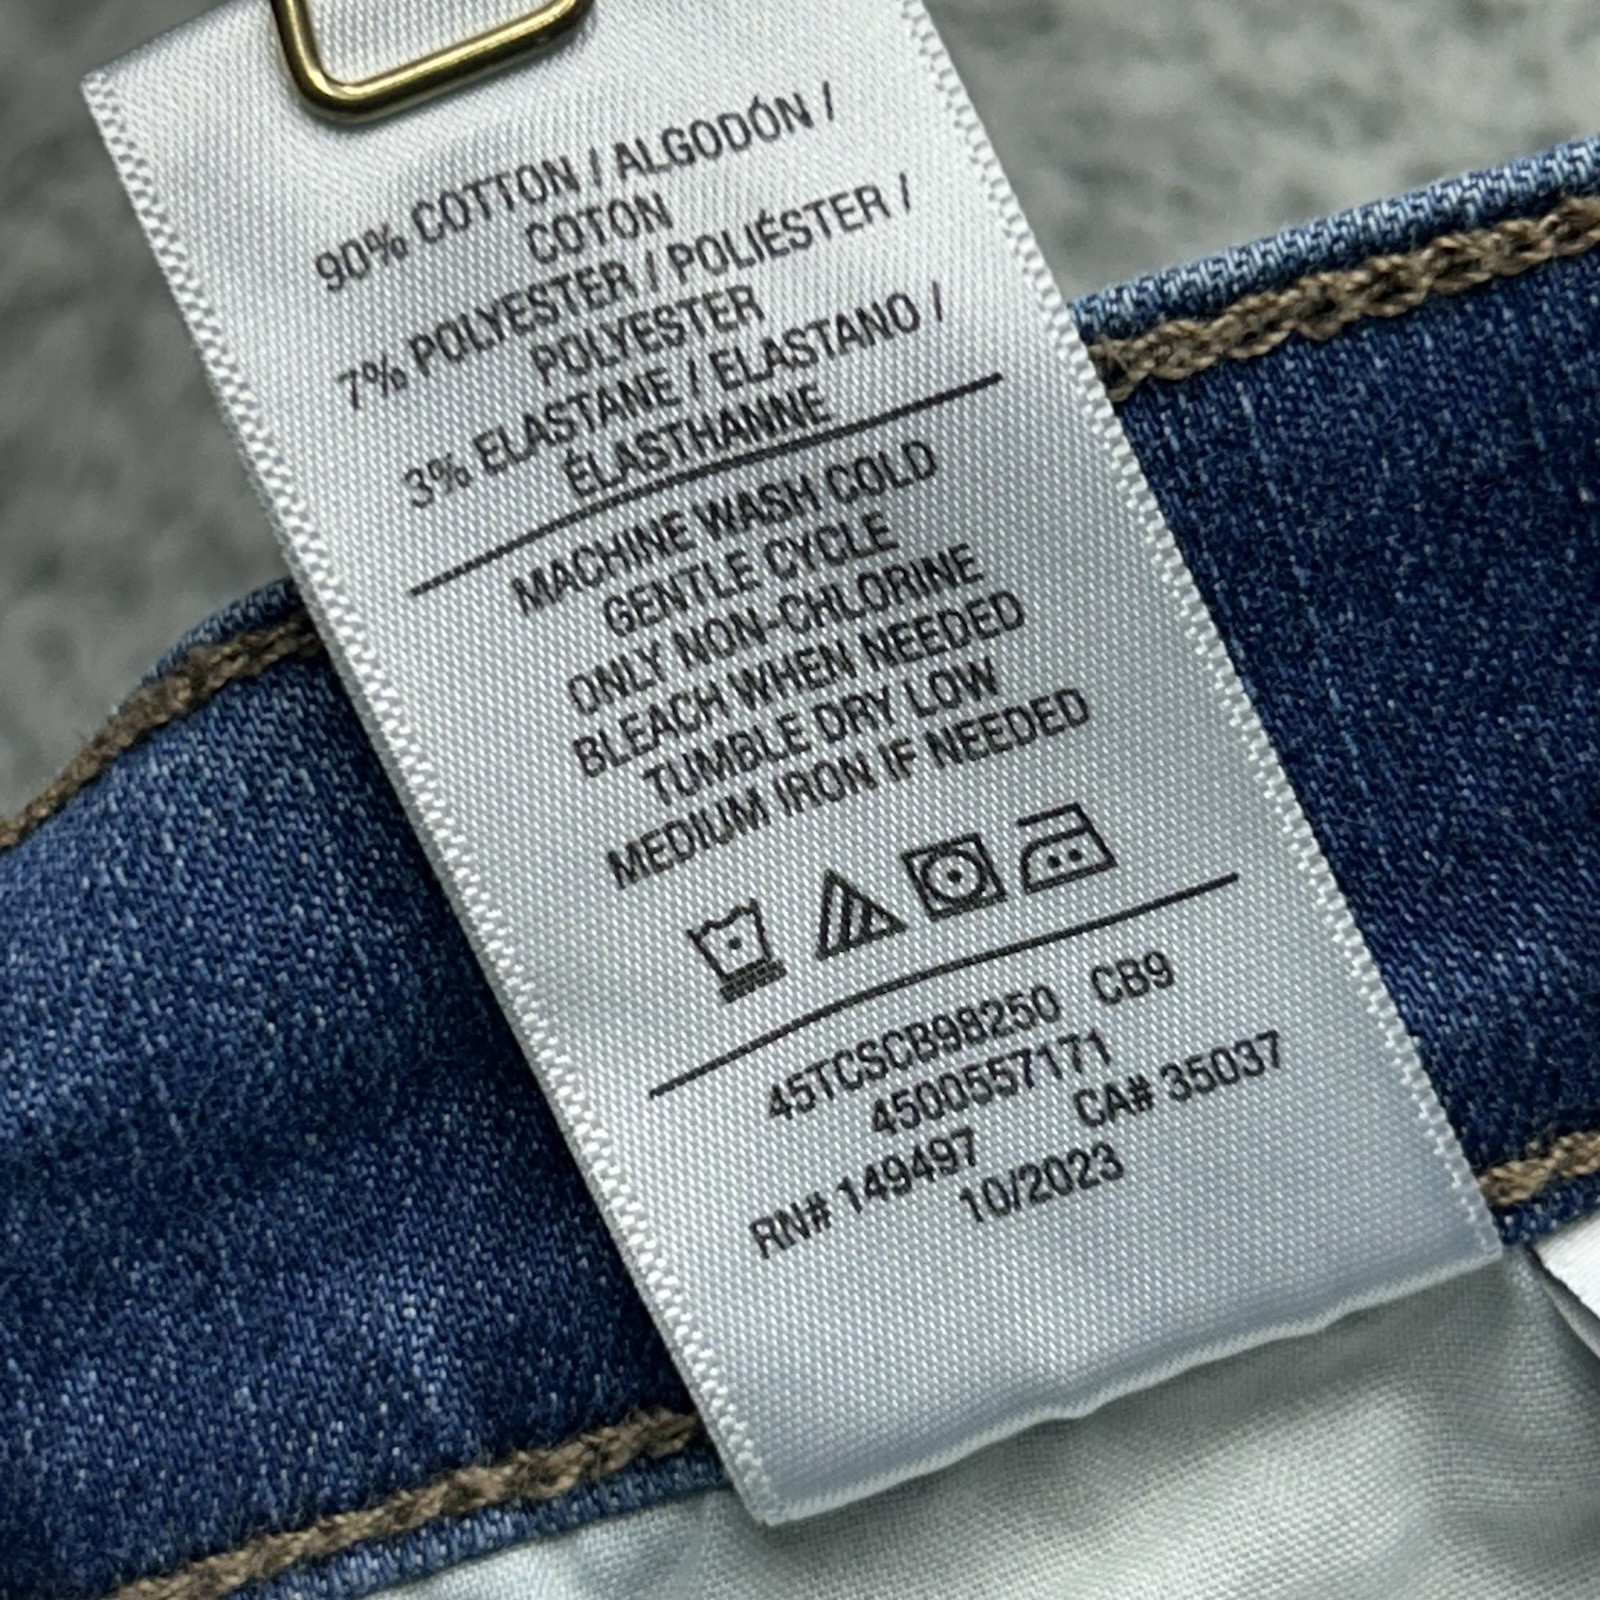 90% COTTON / ALGODÓN /
COTON
7% POLYESTER / POLIÉSTER /
POLYESTER
3% ELASTANE / ELASTANO /
ÉLASTHANNE
MACHINE WASH COLD
GENTLE CYCLE
ONLY NON-CHLORINE
BLEACH WHEN NEEDED
TUMBLE DRY LOW
MEDIUM IRON IF NEEDED
45TCSCB98250 CB9
4500557171
RN# 149497 CA# 35037
10/2023